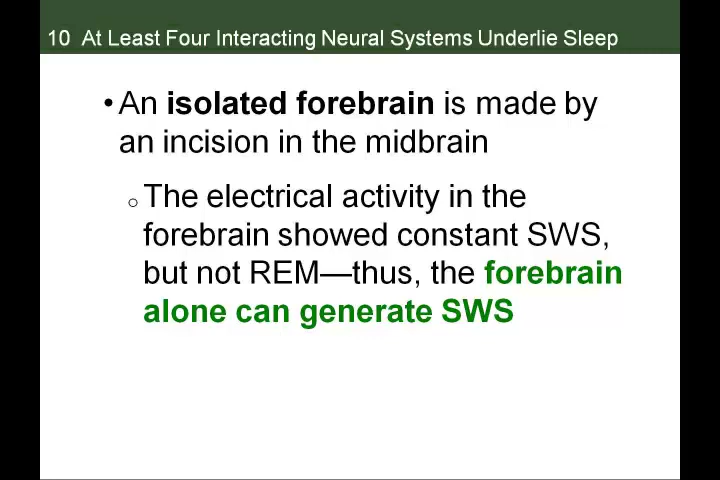 10 At Least Four Interacting Neural Systems Underlie Sleep
• An isolated forebrain is made by
an incision in the midbrain
○ The electrical activity in the
forebrain showed constant SWS,
but not REM—thus, the forebrain
alone can generate SWS